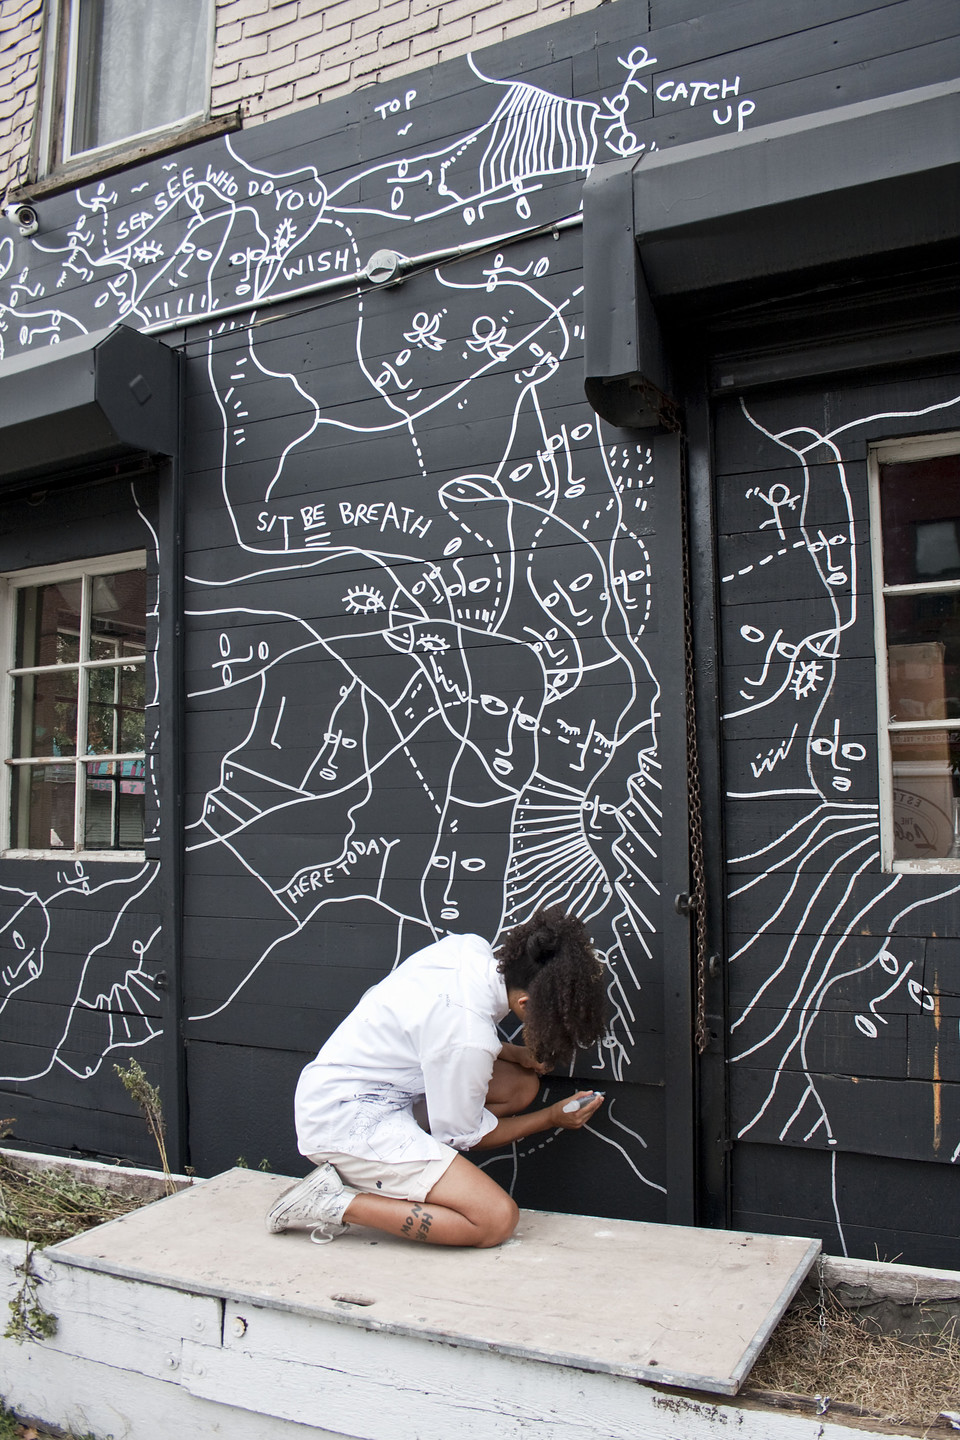 TOP
CATCH
UP
SEA SEE WHO DO YOU
WISH
SIT BE BREATH
HERE TODAY
HERE
NOW